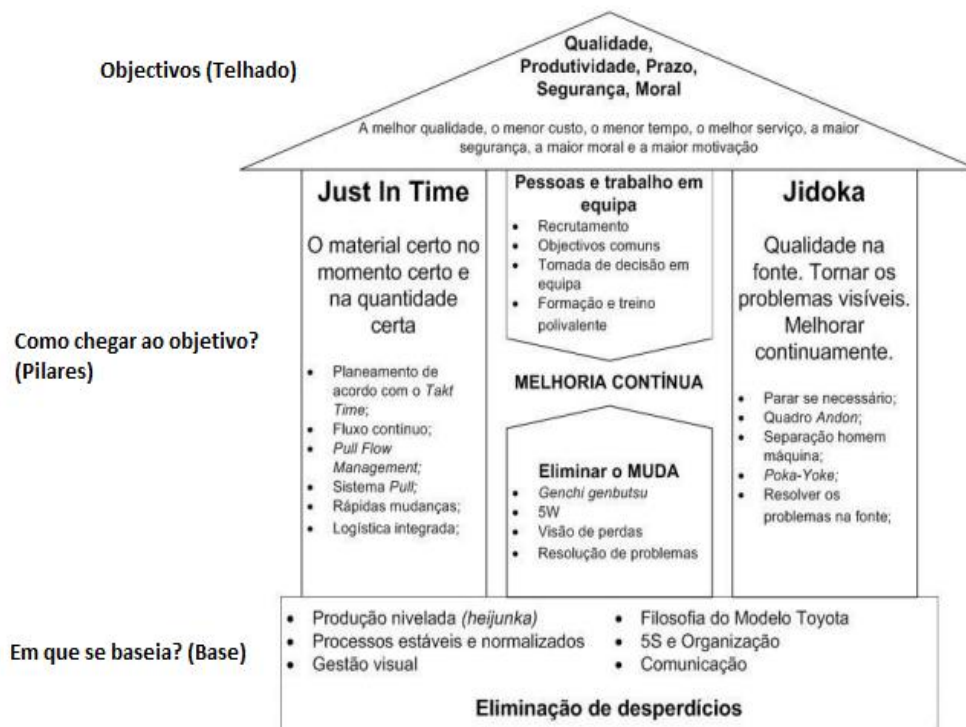 Objectivos (Telhado)
Qualidade,
Produtividade, Prazo,
Segurança, Moral
A melhor qualidade, o menor custo, o menor tempo, o melhor serviço, a maior
segurança, a maior moral e a maior motivação
Como chegar ao objetivo?
(Pilares)
Just In Time
O material certo no
momento certo e
na quantidade
certa
• Planeamento de
acordo com o Takt
Time;
• Fluxo continuo;
• Pull Flow
Management;
• Sistema Pull;
• Rápidas mudanças;
• Logística integrada;
Pessoas e trabalho em
equipa
• Recrutamento
• Objectivos comuns
• Tomada de decisão em
equipa
• Formação e treino
polivalente
MELHORIA CONTÍNUA
Eliminar o MUDA
• Genchi genbutsu
• 5W
• Visão de perdas
• Resolução de problemas
Jidoka
Qualidade na
fonte. Tornar os
problemas visíveis.
Melhorar
continuamente.
• Parar se necessário;
• Quadro Andon;
• Separação homem
máquina;
• Poka-Yoke;
• Resolver os
problemas na fonte;
Em que se baseia? (Base)
• Produção nivelada (heijunka)
• Processos estáveis e normalizados
• Gestão visual
• Filosofia do Modelo Toyota
• 5S e Organização
• Comunicação
Eliminação de desperdícios